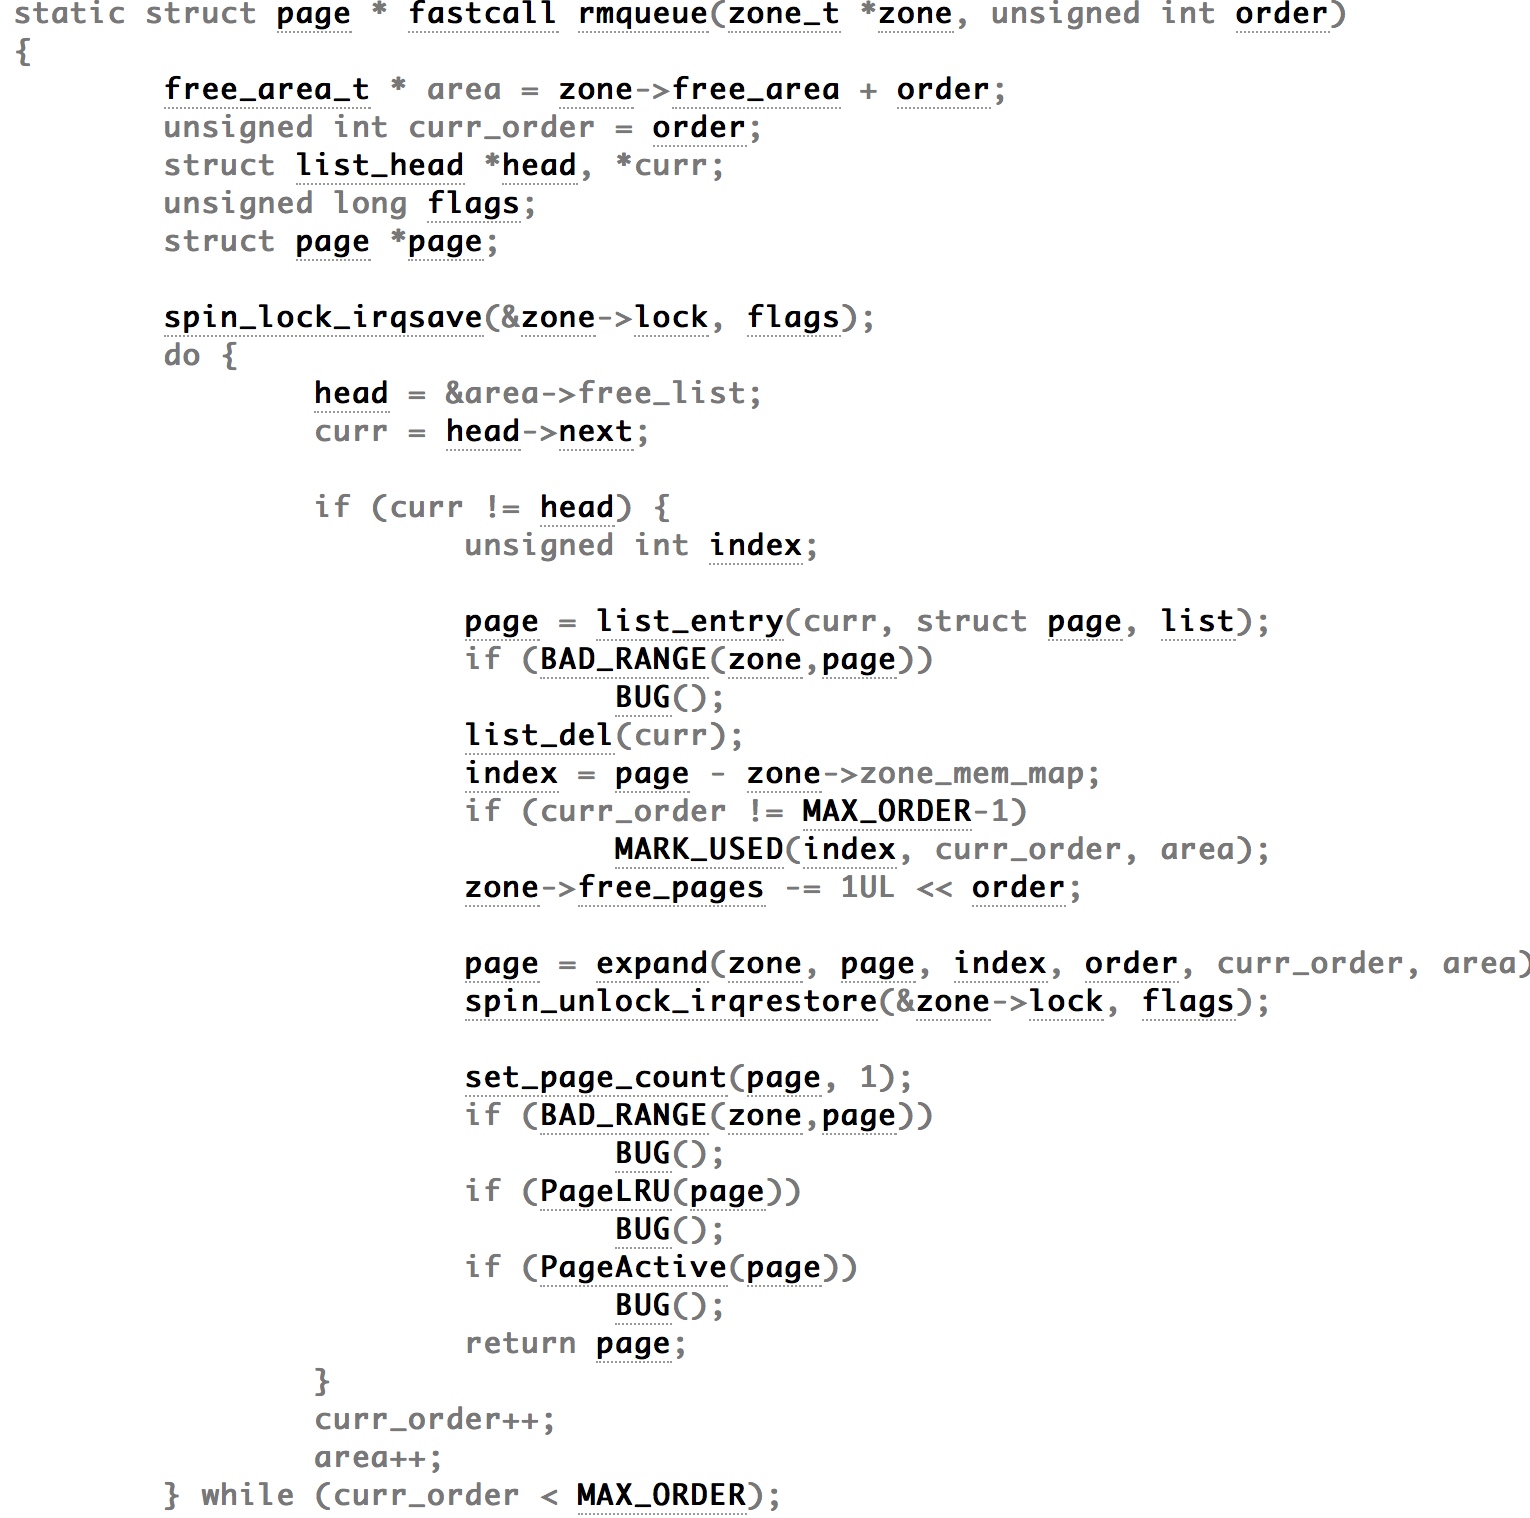 static struct page * fastcall rmqueue(zone_t *zone, unsigned int order)
{
        free_area_t * area = zone->free_area + order;
        unsigned int curr_order = order;
        struct list_head *head, *curr;
        unsigned long flags;
        struct page *page;

        spin_lock_irqsave(&zone->lock, flags);
        do {
                head = &area->free_list;
                curr = head->next;

                if (curr != head) {
                        unsigned int index;

                        page = list_entry(curr, struct page, list);
                        if (BAD_RANGE(zone,page))
                                BUG();
                        list_del(curr);
                        index = page - zone->zone_mem_map;
                        if (curr_order != MAX_ORDER-1)
                                MARK_USED(index, curr_order, area);
                        zone->free_pages -= 1UL << order;

                        page = expand(zone, page, index, order, curr_order, area)
                        spin_unlock_irqrestore(&zone->lock, flags);

                        set_page_count(page, 1);
                        if (BAD_RANGE(zone,page))
                                BUG();
                        if (PageLRU(page))
                                BUG();
                        if (PageActive(page))
                                BUG();
                        return page;
                }
                curr_order++;
                area++;
        } while (curr_order < MAX_ORDER);